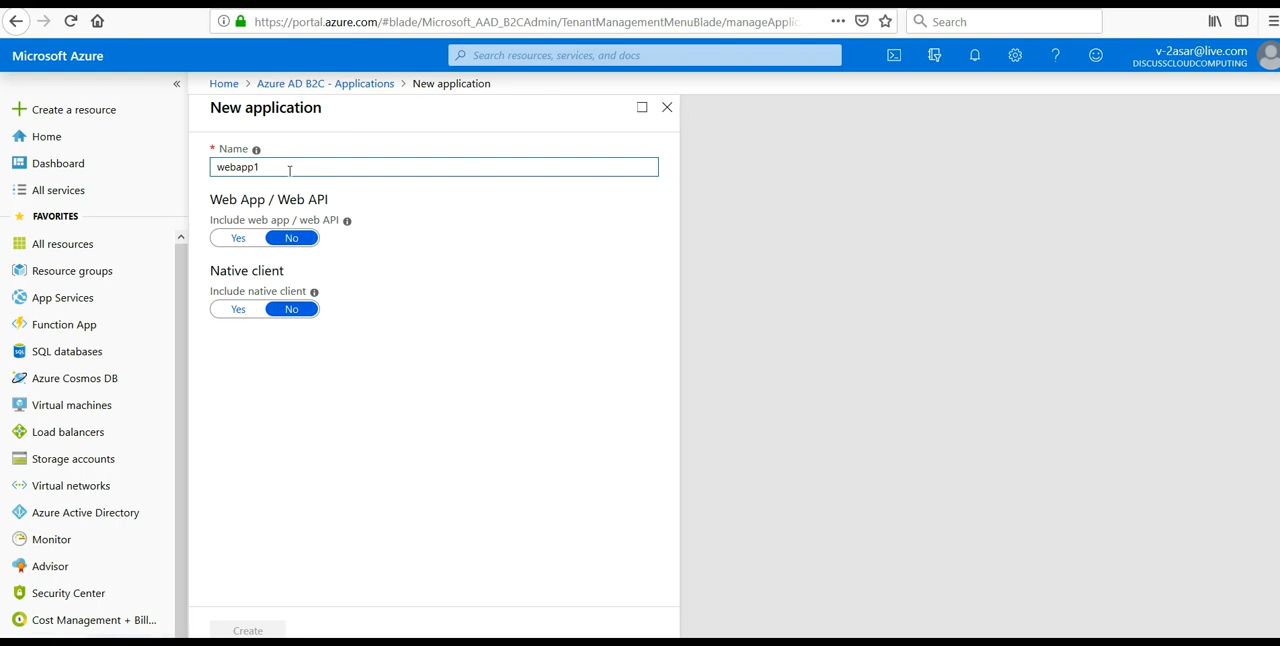 https://portal.azure.com/#blade/Microsoft_AAD_B2CAdmin/TenantManagementMenuBlade/manageApplic
Search
Microsoft Azure
Search resources, services, and docs
v-2asar@live.com
DISCUSSCLOUDCOMPUTING
Home > Azure AD B2C - Applications > New application
Create a resource
Home
Dashboard
All services
FAVORITES
All resources
Resource groups
App Services
Function App
SQL databases
Azure Cosmos DB
Virtual machines
Load balancers
Storage accounts
Virtual networks
Azure Active Directory
Monitor
Advisor
Security Center
Cost Management + Bill...
New application
* Name
webapp1
Web App / Web API
Include web app / web API
Yes No
Native client
Include native client
Yes No
Create